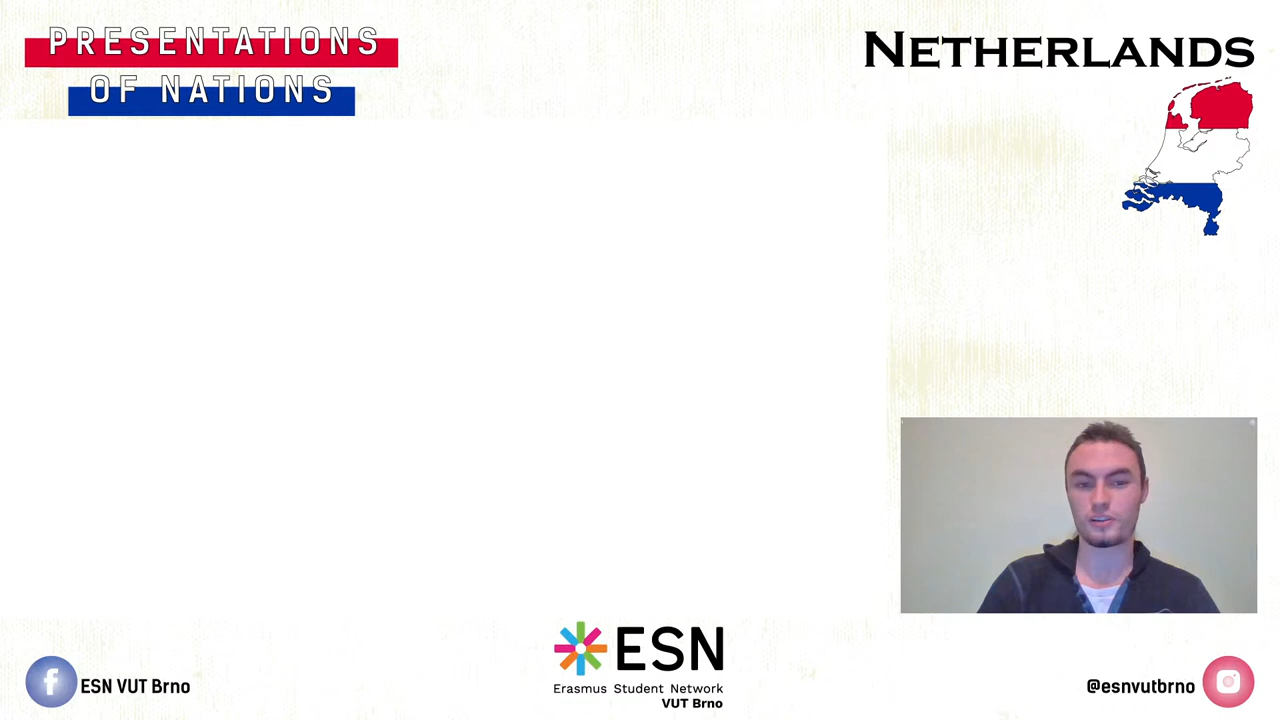 PRESENTATIONS
OF NATIONS
NETHERLANDS
ESN
Erasmus Student Network
VUT Brno
f ESN VUT Brno
@esnvutbrno